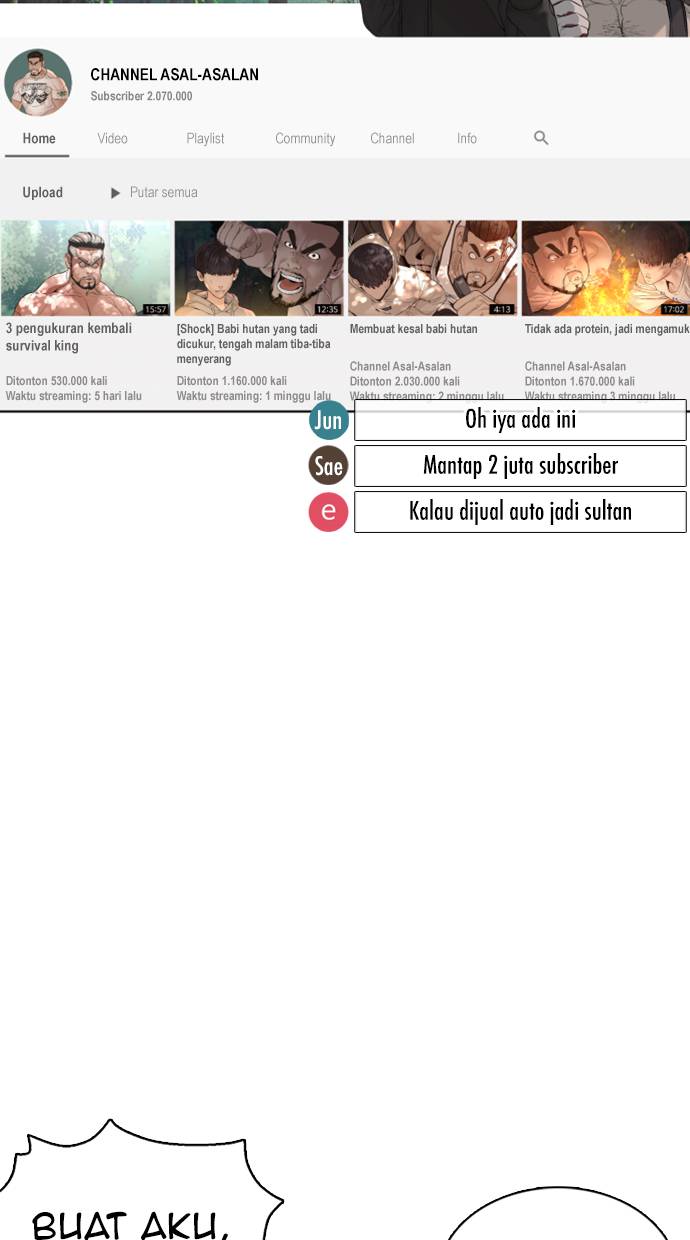 CHANNEL ASAL-ASALAN
Subscriber 2.070.000
Home Video Playlist Community Channel Info
Upload Putar semua
15:57
12:35
4:13
17:02
3 pengukuran kembali
survival king
Ditonton 530.000 kali
Waktu streaming: 5 hari lalu
[Shock] Babi hutan yang tadi
dicukur, tengah malam tiba-tiba
menyerang
Ditonton 1.160.000 kali
Waktu streaming: 1 minggu lalu
Membuat kesal babi hutan
Channel Asal-Asalan
Ditonton 2.030.000 kali
Waktu streaming: 2 minggu lalu
Tidak ada protein, jadi mengamuk
Channel Asal-Asalan
Ditonton 1.670.000 kali
Waktu streaming 3 minggu lalu
Jun Oh iya ada ini
Sae Mantap 2 juta subscriber
e Kalau dijual auto jadi sultan
BUAT AKU,